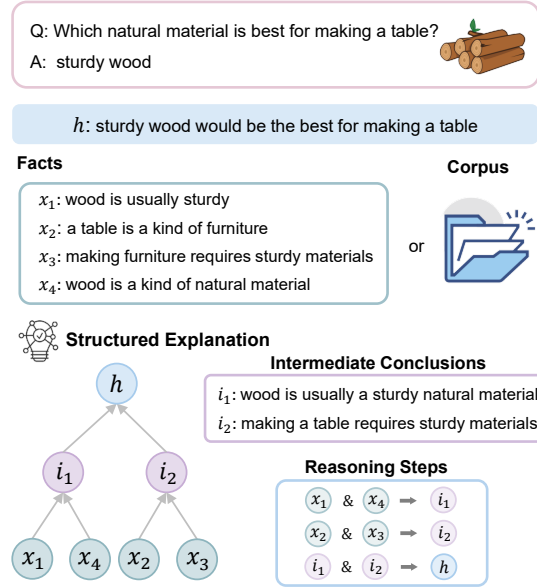 Q: Which natural material is best for making a table?
A: sturdy wood
h: sturdy wood would be the best for making a table
Facts
Corpus
x₁: wood is usually sturdy
x₂: a table is a kind of furniture
x₃: making furniture requires sturdy materials
x₄: wood is a kind of natural material
or
Structured Explanation
Intermediate Conclusions
i₁: wood is usually a sturdy natural material
i₂: making a table requires sturdy materials
h
i₁ i₂
x₁ x₄ x₂ x₃
Reasoning Steps
x₁ & x₄ → i₁
x₂ & x₃ → i₂
i₁ & i₂ → h